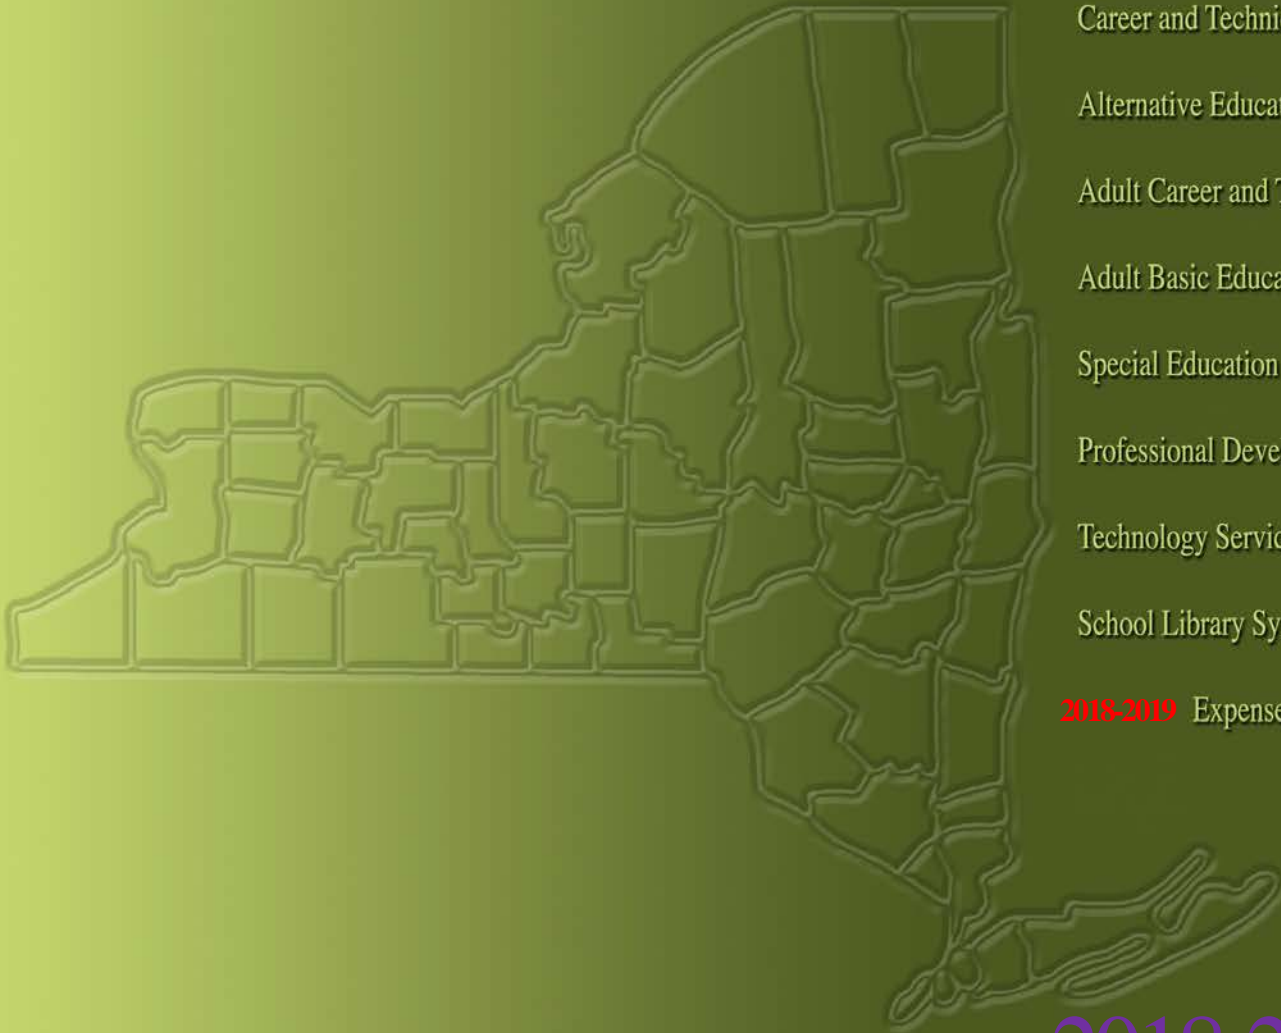 Career and Techni
Alternative Educa
Adult Career and
Adult Basic Educa
Special Education
Professional Deve
Technology Servic
School Library Sy
2018-2019 Expense